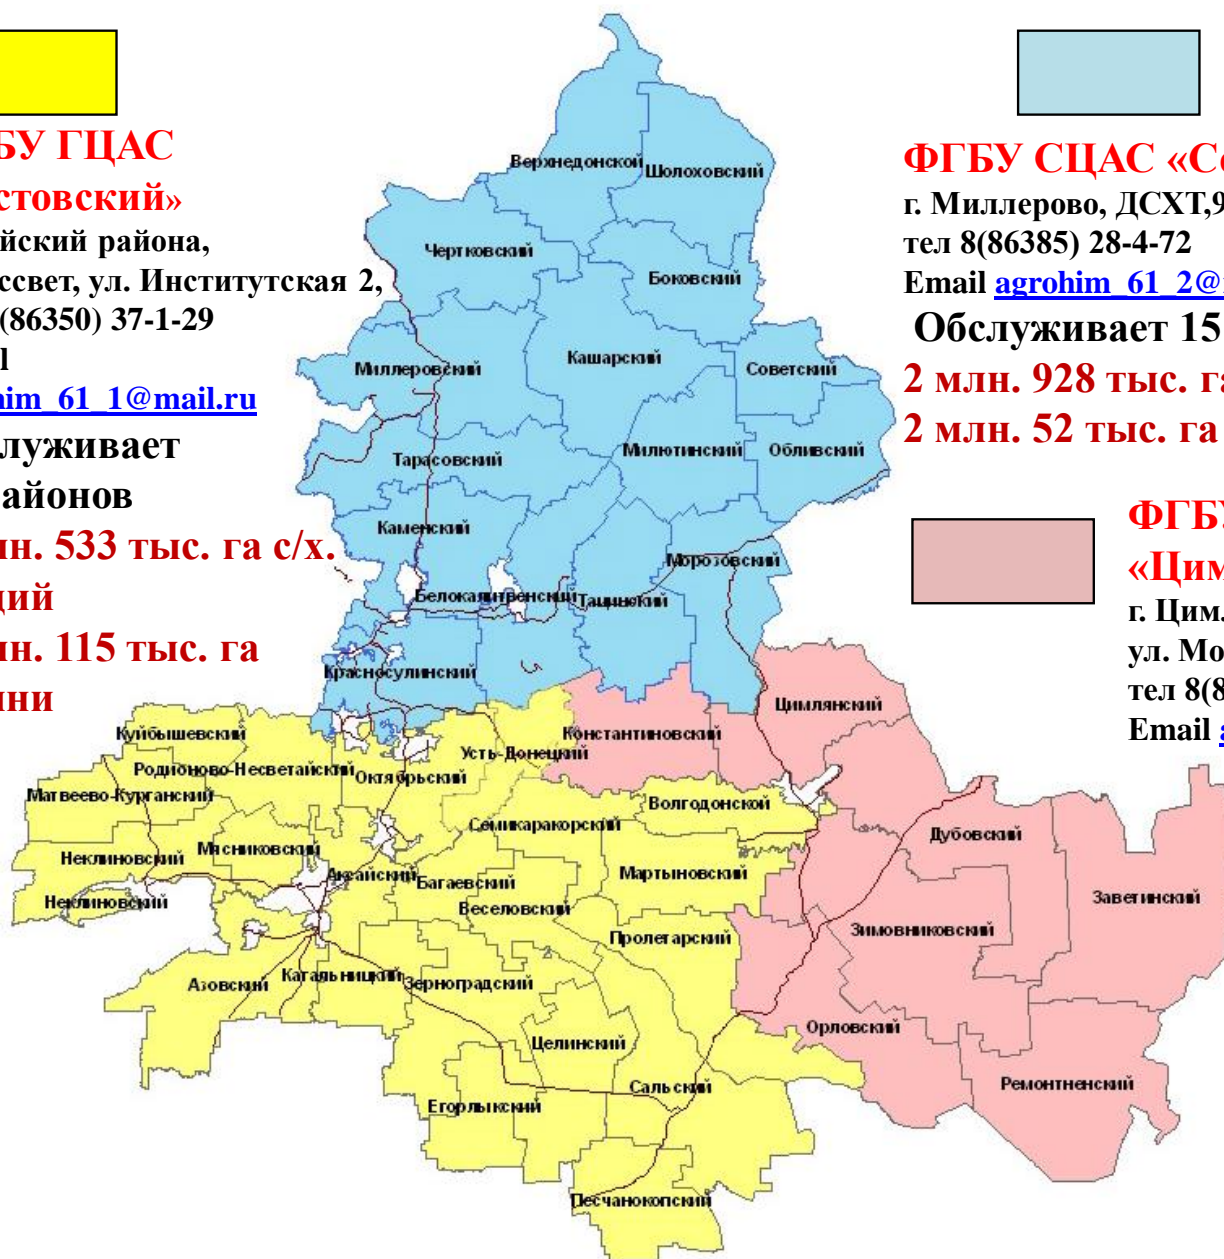 БУ ГЦАС
стовский»
йский района,
ссвет, ул. Институтская 2,
(86350) 37-1-29
l
him_61_1@mail.ru
луживает
айонов
лн. 533 тыс. га с/х.
дий
лн. 115 тыс. га
шни
ФГБУ СЦАС «Се
г. Миллерово, ДСХТ,9
тел 8(86385) 28-4-72
Email agrohim_61_2@
Обслуживает 15
2 млн. 928 тыс. га
2 млн. 52 тыс. га
ФГБУ
«Цим
г. Цим
ул. Мо
тел 8(8
Email a
Верхнедонской
Шолоховский
Чертковский
Боковский
Миллеровский
Кашарский
Советский
Тарасовский
Милютинский
Обливский
Каменский
Морозовский
Белокалитвенский
Тацинский
Красносулинский
Цимлянский
Куйбышевский
Константиновский
Усть-Донецкий
Родионово-Несветайский
Октябрьский
Матвеево-Курганский
Волгодонской
Семикаракорский
Дубовский
Мясниковский
Неклиновский
Аксайский
Багаевский
Мартыновский
Неклиновский
Веселовский
Заветинский
Пролетарский
Зимовниковский
Азовский
Катальницкий
Зерноградский
Орловский
Целинский
Сальский
Ремонтненский
Егорлыкский
Песчанокопский